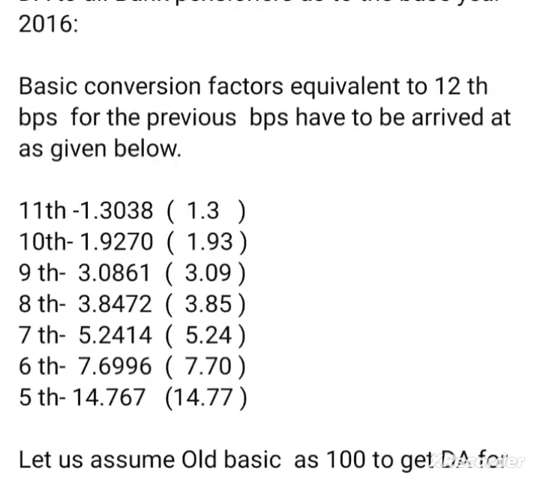 2016:
Basic conversion factors equivalent to 12 th
bps for the previous bps have to be arrived at
as given below.
11th -1.3038 ( 1.3 )
10th- 1.9270 ( 1.93 )
9 th- 3.0861 ( 3.09 )
8 th- 3.8472 ( 3.85 )
7 th- 5.2414 ( 5.24 )
6 th- 7.6996 ( 7.70 )
5 th- 14.767 (14.77 )
Let us assume Old basic as 100 to get DA for